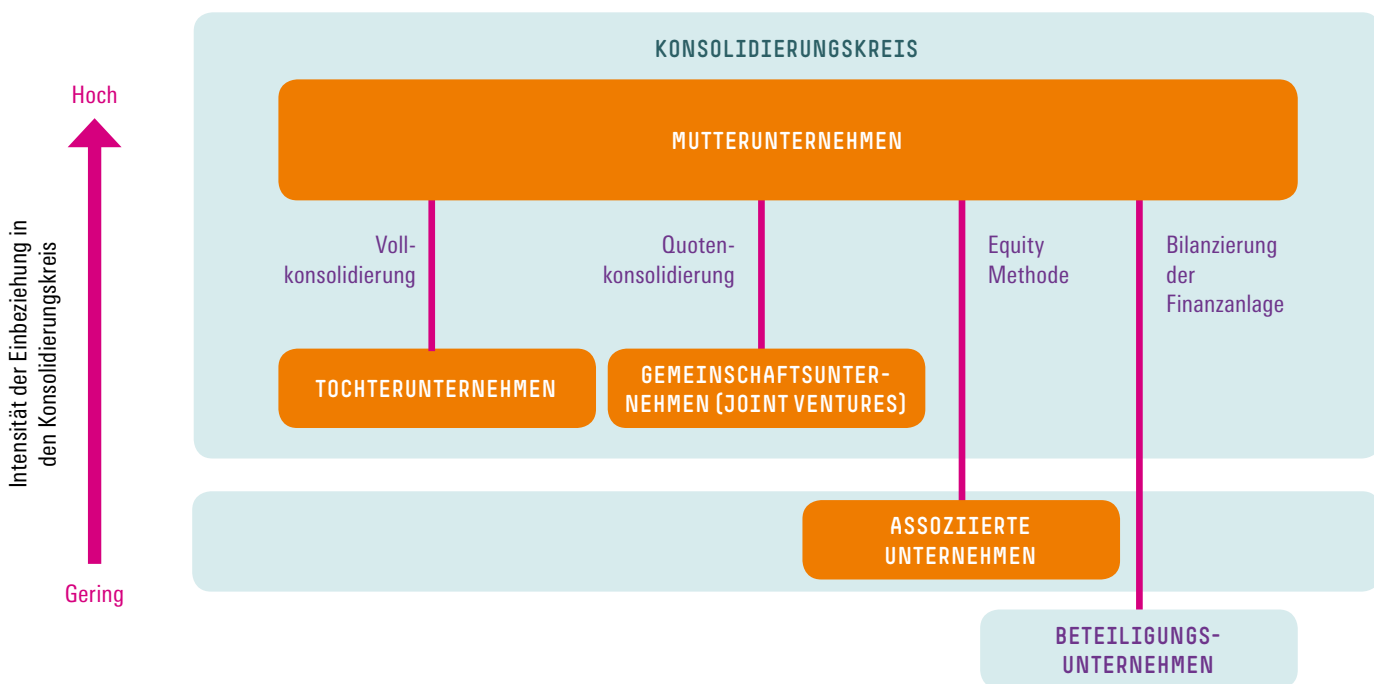 KONSOLIDIERUNGSKREIS
Hoch
MUTTERUNTERNEHMEN
Intensität der Einbeziehung in
den Konsolidierungskreis
Voll-
konsolidierung
Quoten-
konsolidierung
Equity
Methode
Bilanzierung
der
Finanzanlage
TOCHTERUNTERNEHMEN
GEMEINSCHAFTSUNTER-
NEHMEN (JOINT VENTURES)
ASSOZIIERTE
UNTERNEHMEN
Gering
BETEILIGUNGS-
UNTERNEHMEN